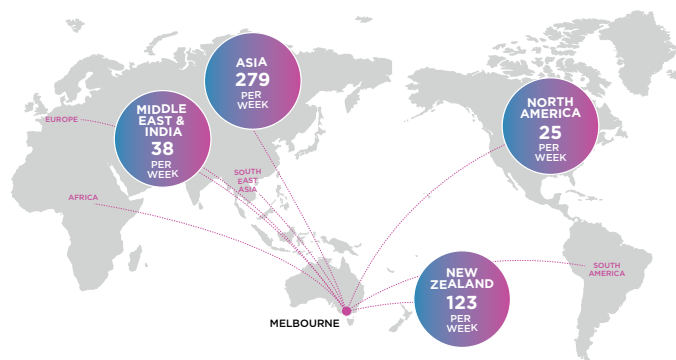 ASIA
279
PER
WEEK
MIDDLE
EAST &
INDIA
38
PER
WEEK
NORTH
AMERICA
25
PER
WEEK
EUROPE
SOUTH
EAST
ASIA
AFRICA
NEW
ZEALAND
123
PER
WEEK
SOUTH
AMERICA
MELBOURNE